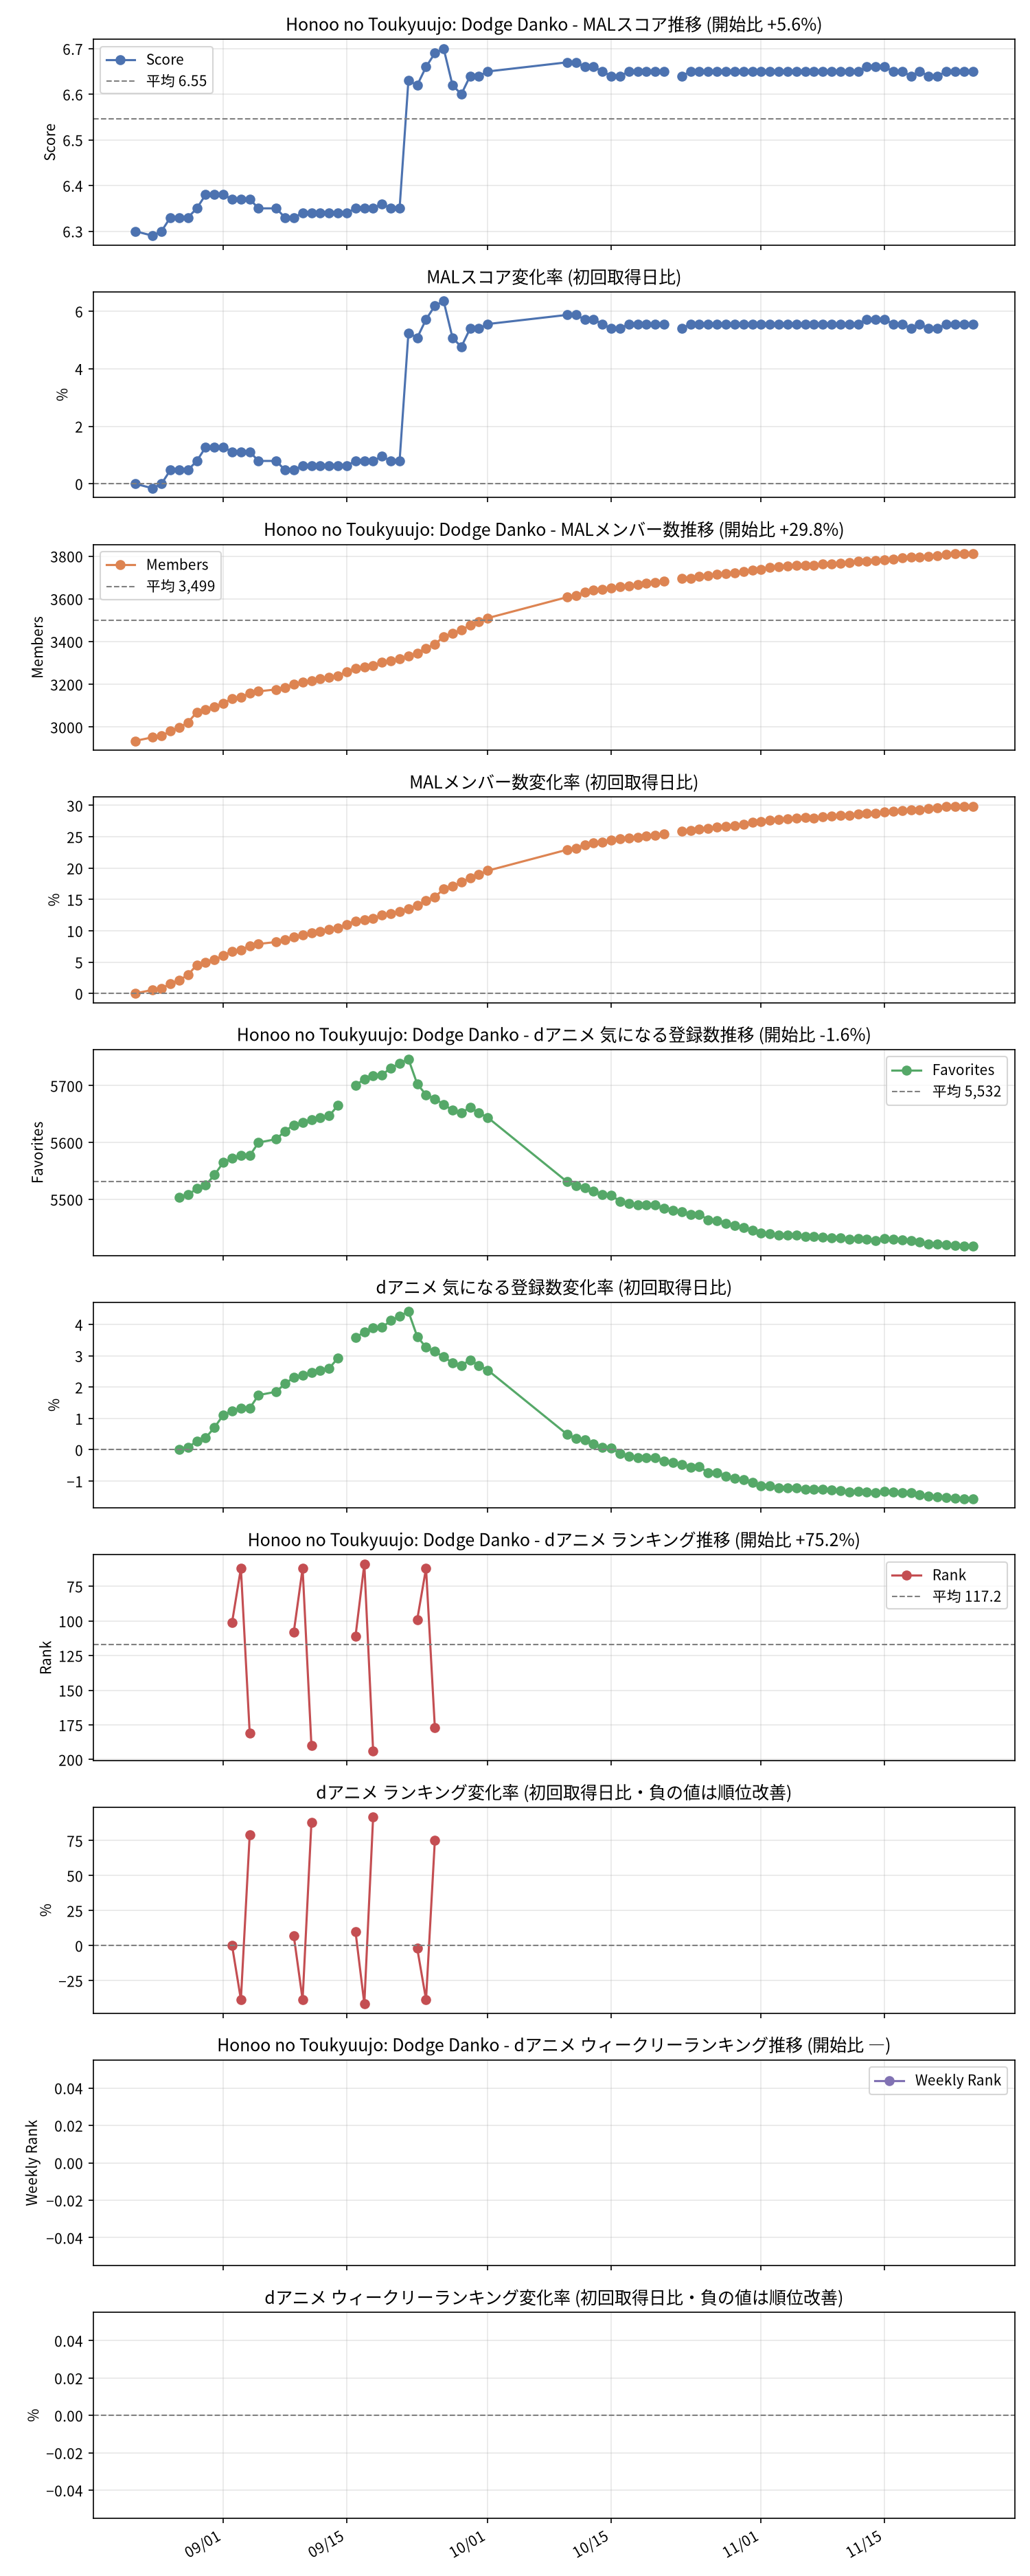 Honoo no Toukyuujo: Dodge Danko - MALスコア推移 (開始比 +5.6%)
Score
平均 6.55
6.7
6.6
6.5
6.4
6.3
Score
MALスコア変化率 (初回取得日比)
6
4
2
0
%
Honoo no Toukyuujo: Dodge Danko - MALメンバー数推移 (開始比 +29.8%)
Members
平均 3,499
3800
3600
3400
3200
3000
Members
MALメンバー数変化率 (初回取得日比)
30
25
20
15
10
5
0
%
Honoo no Toukyuujo: Dodge Danko - dアニメ 気になる登録数推移 (開始比 -1.6%)
Favorites
平均 5,532
5700
5600
5500
Favorites
dアニメ 気になる登録数変化率 (初回取得日比)
4
3
2
1
0
−1
%
Honoo no Toukyuujo: Dodge Danko - dアニメ ランキング推移 (開始比 +75.2%)
Rank
平均 117.2
75
100
125
150
175
200
Rank
dアニメ ランキング変化率 (初回取得日比・負の値は順位改善)
75
50
25
0
−25
%
Honoo no Toukyuujo: Dodge Danko - dアニメ ウィークリーランキング推移 (開始比 —)
Weekly Rank
0.04
0.02
0.00
−0.02
−0.04
Weekly Rank
dアニメ ウィークリーランキング変化率 (初回取得日比・負の値は順位改善)
0.04
0.02
0.00
−0.02
−0.04
%
09/01
09/15
10/01
10/15
11/01
11/15